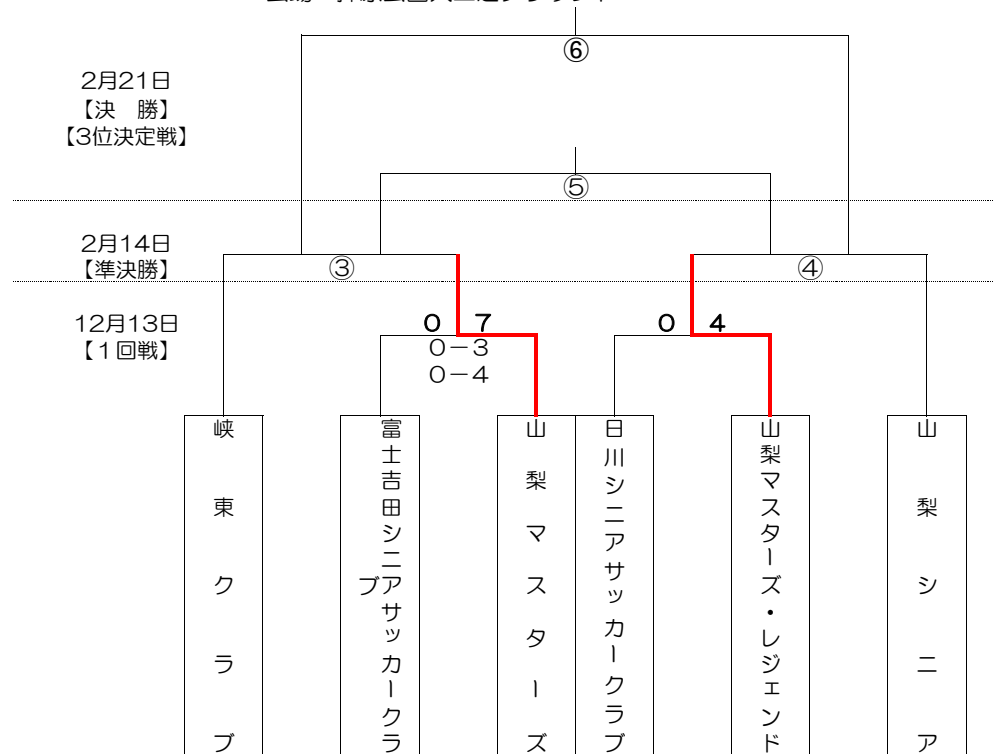 ⑥
2月21日
【決　勝】
【3位決定戦】
⑤
2月14日
【準決勝】
③
④
12月13日
【1回戦】
0 7
0－3
0－4
0 4
峡東クラブ
富士吉田シニアサッカークラブ
山梨マスターズ
日川シニアサッカークラブ
山梨マスターズ・レジェンド
山梨シニア